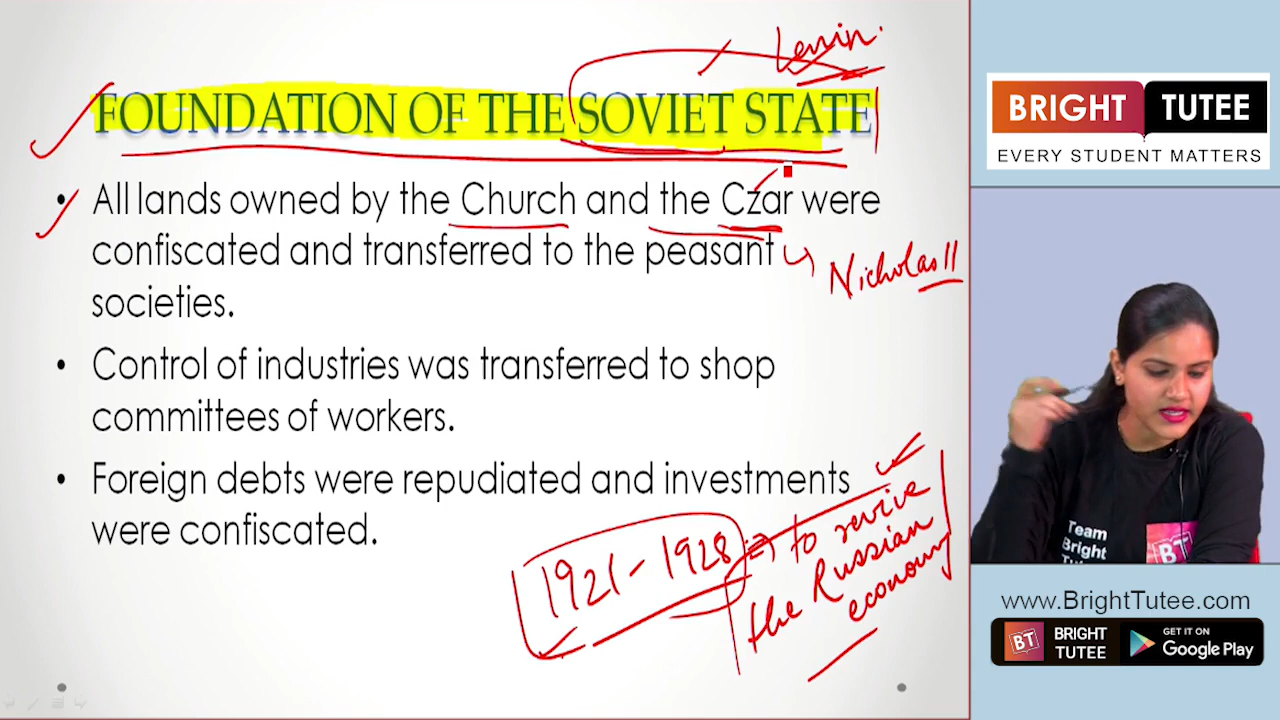 Lenin.
FOUNDATION OF THE SOVIET STATE
• All lands owned by the Church and the Czar were
confiscated and transferred to the peasant
societies.
Nicholas II
• Control of industries was transferred to shop
committees of workers.
• Foreign debts were repudiated and investments
were confiscated.
1921 - 1928 => to revive
the Russian
economy
BRIGHT TUTEE
EVERY STUDENT MATTERS
Team
Bright
BT
www.BrightTutee.com
BT
BRIGHT
TUTEE
GET IT ON
Google Play